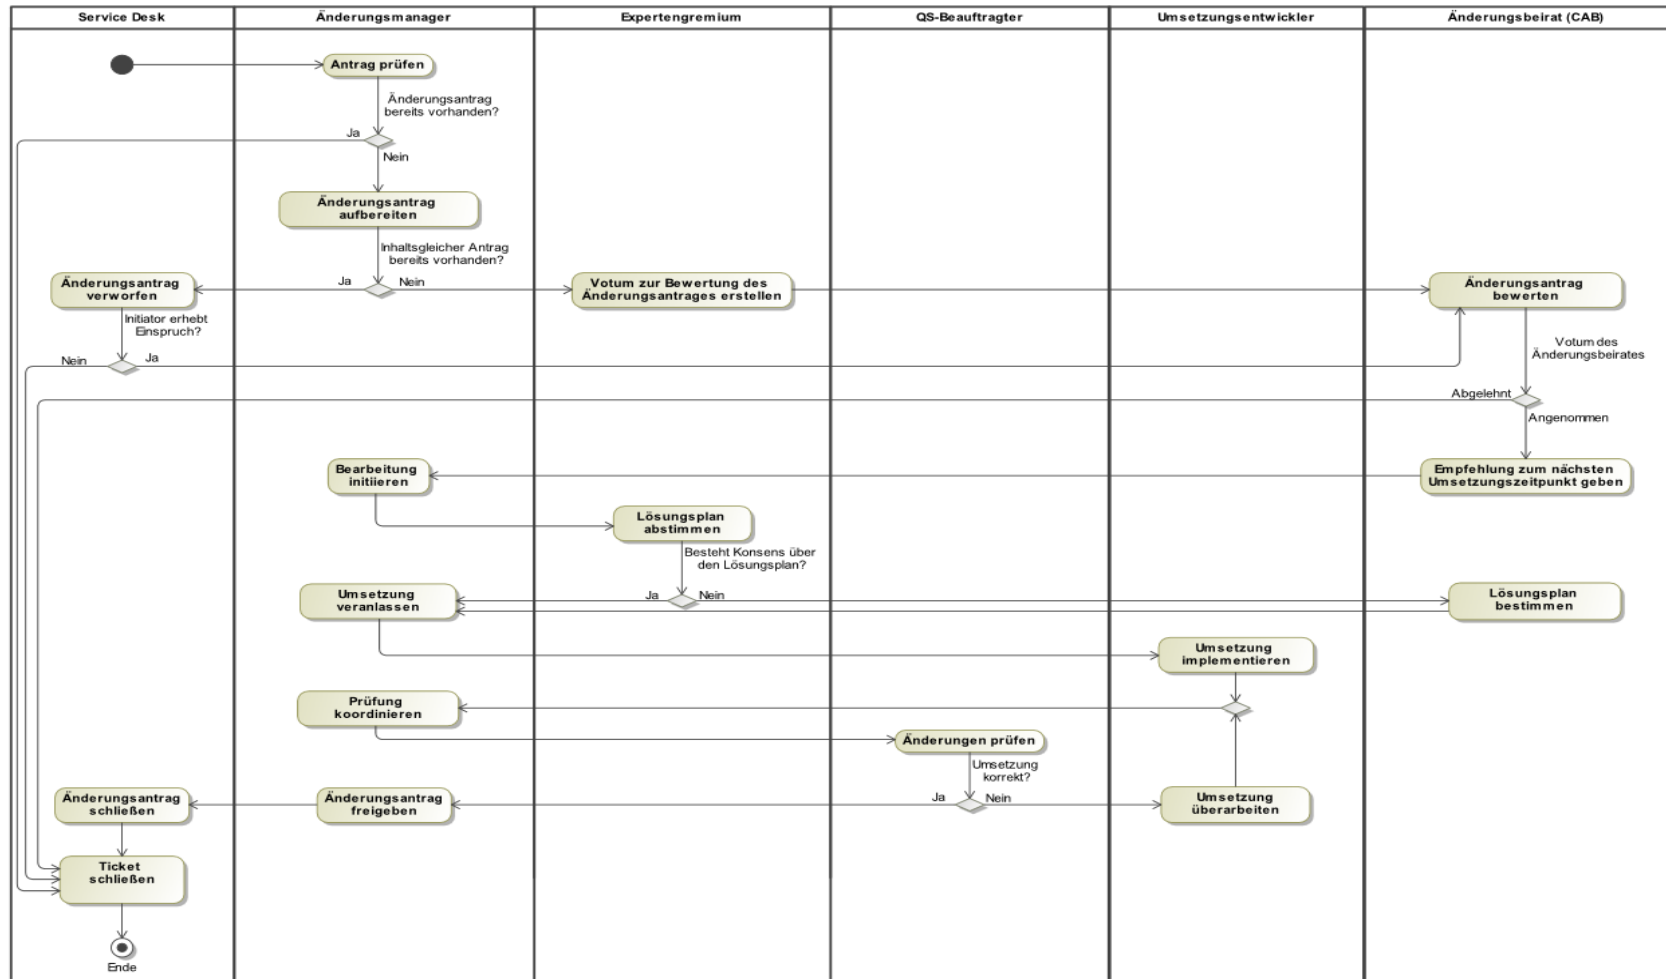 Service Desk
Änderungsmanager
Expertengremium
QS-Beauftragter
Umsetzungsentwickler
Änderungsbeirat (CAB)
Antrag prüfen
Änderungsantrag
bereits vorhanden?
Ja
Nein
Änderungsantrag
aufbereiten
Inhaltsgleicher Antrag
bereits vorhanden?
Ja
Nein
Änderungsantrag
verworfen
Votum zur Bewertung des
Änderungsantrages erstellen
Änderungsantrag
bewerten
Initiator erhebt
Einspruch?
Nein
Ja
Votum des
Änderungsbeirates
Abgelehnt
Angenommen
Bearbeitung
initiieren
Empfehlung zum nächsten
Umsetzungszeitpunkt geben
Lösungsplan
abstimmen
Besteht Konsens über
den Lösungsplan?
Ja
Nein
Umsetzung
veranlassen
Lösungsplan
bestimmen
Umsetzung
implementieren
Prüfung
koordinieren
Änderungen prüfen
Umsetzung
korrekt?
Ja
Nein
Änderungsantrag
schließen
Änderungsantrag
freigeben
Umsetzung
überarbeiten
Ticket
schließen
Ende